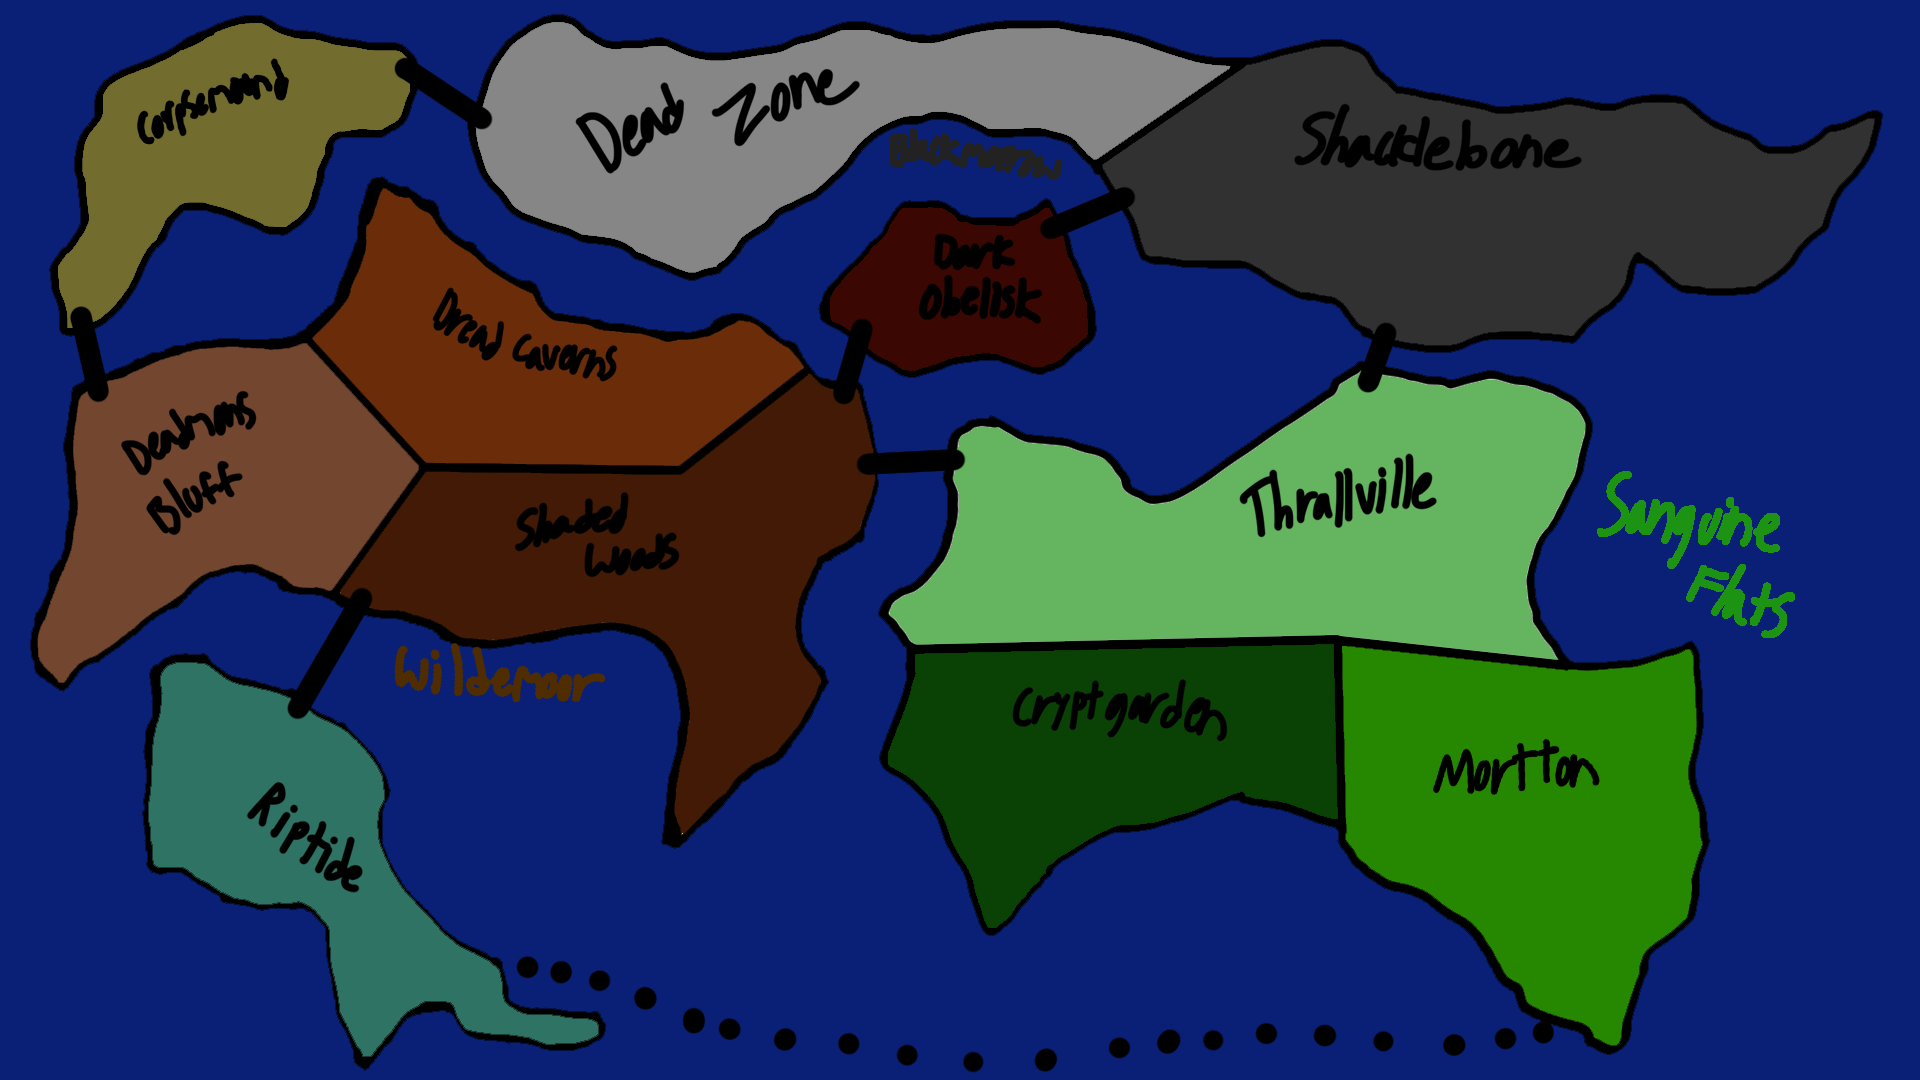 Corpsemound
Dead Zone
Blackmarrow
Shacklebone
Dark
Obelisk
Dread Caverns
Deadmans
Bluff
Shaded
Woods
Thrallville
Sanguine
Flats
Wildemoor
Cryptgarden
Mortton
Riptide